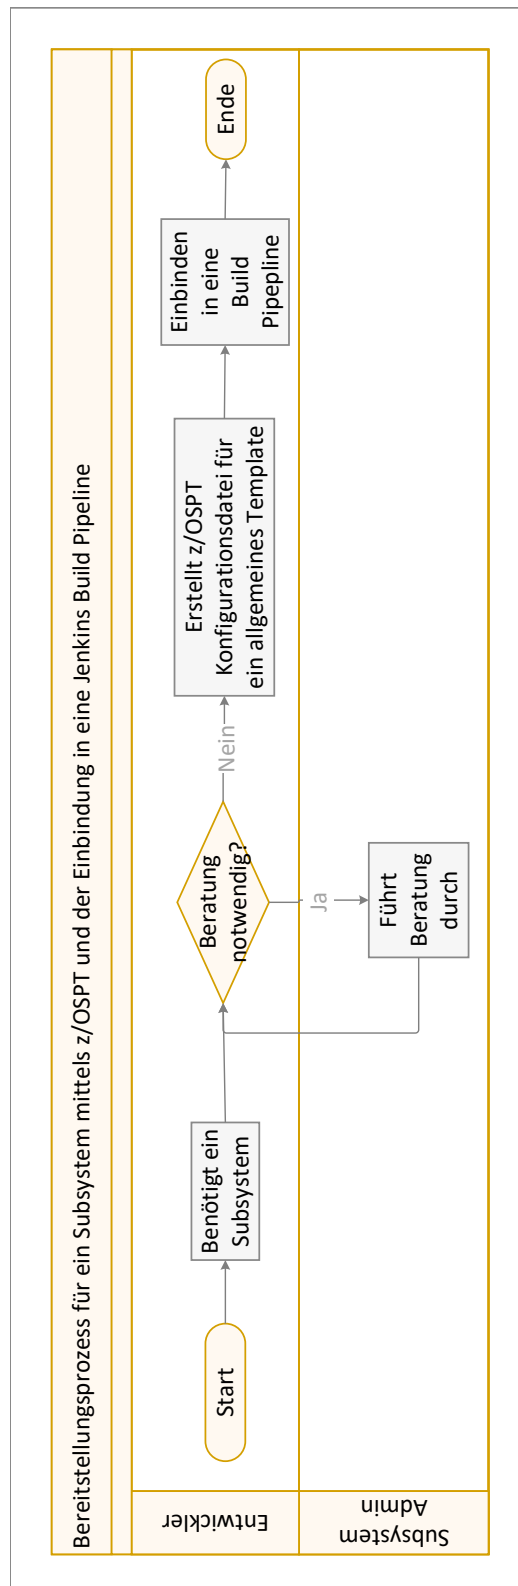 Bereitstellungsprozess für ein Subsystem mittels z/OSPT und der Einbindung in eine Jenkins Build Pipeline
Entwickler
Start
Benötigt ein
Subsystem
Beratung
notwendig?
Nein
Erstellt z/OSPT
Konfigurationsdatei für
ein allgemeines Template
Einbinden
in eine
Build
Pipepline
Ende
Subsystem
Admin
Ja
Führt
Beratung
durch